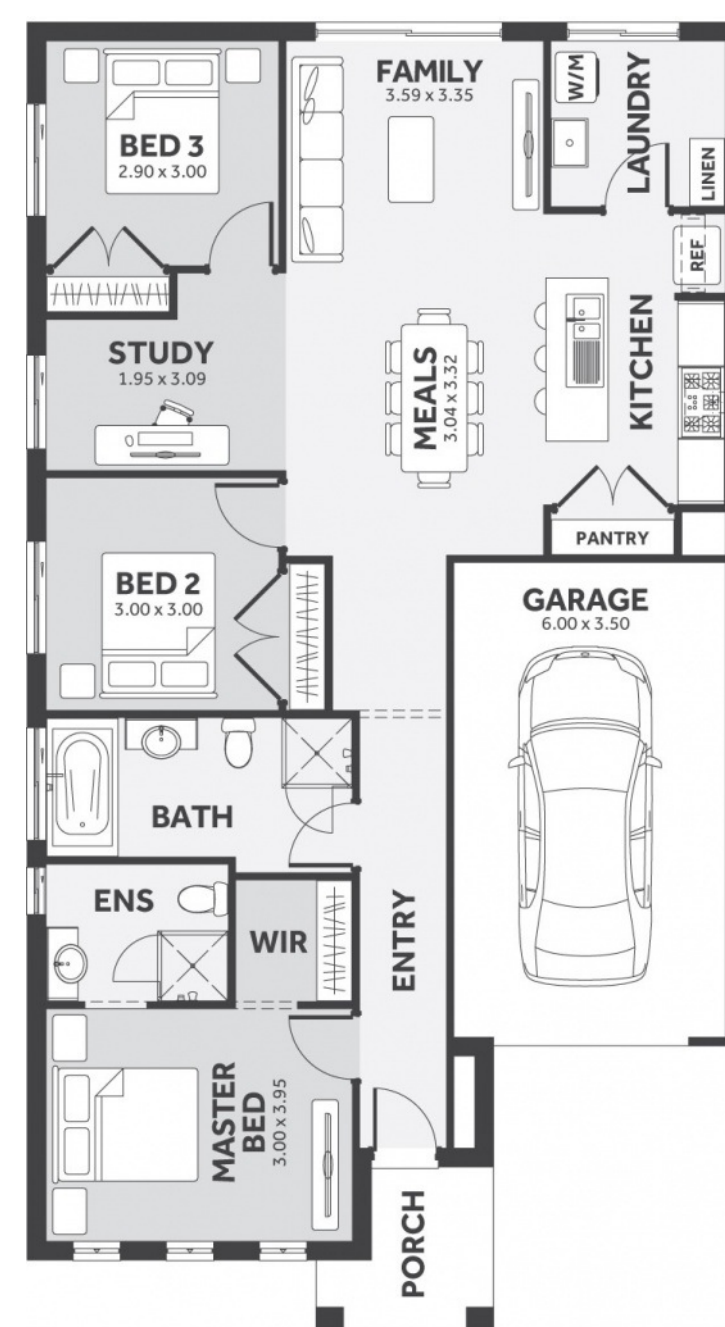 FAMILY
3.59 x 3.35
W/M
LAUNDRY
LINEN
BED 3
2.90 x 3.00
REF
STUDY
1.95 x 3.09
MEALS
3.04 x 3.32
KITCHEN
PANTRY
BED 2
3.00 x 3.00
GARAGE
6.00 x 3.50
BATH
ENS
WIR
ENTRY
MASTER
BED
3.00 x 3.95
PORCH